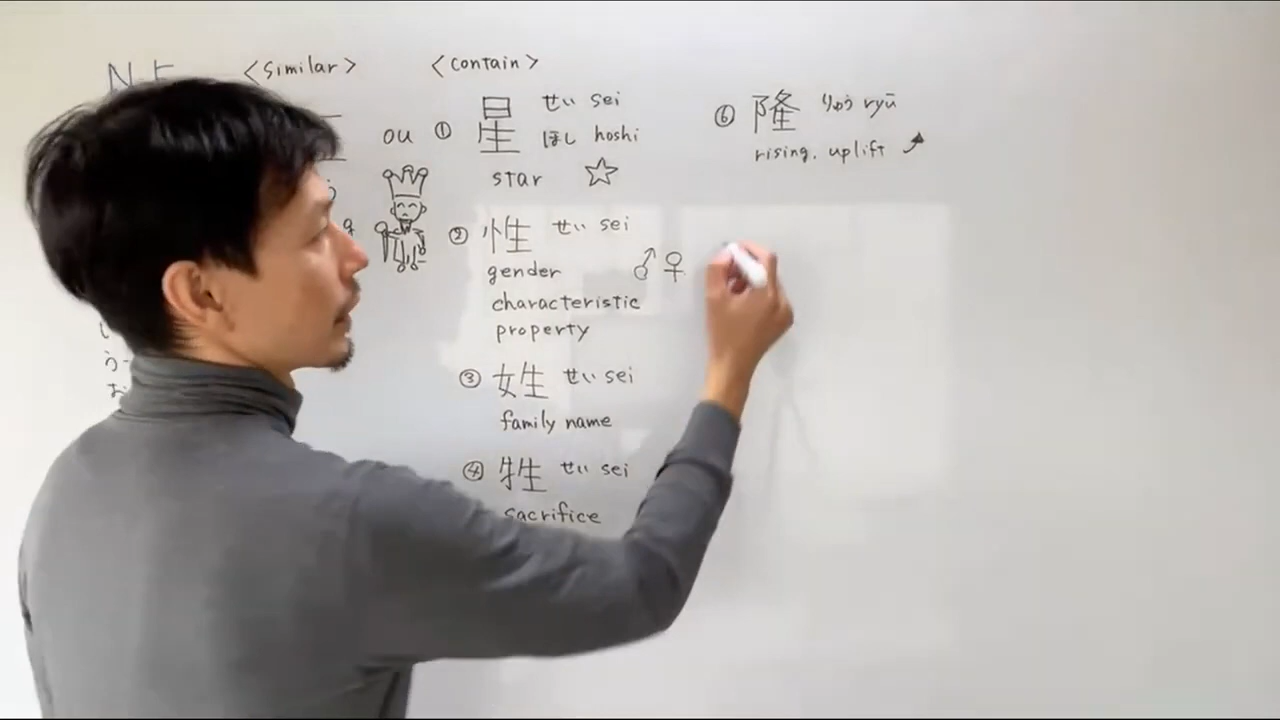 <Similar>
<Contain>
ou
① 星 せい sei
ほし hoshi
star
② 性 せい sei
gender
characteristic
property
③ 姓 せい sei
family name
④ 牲 せい sei
sacrifice
⑥ 隆 りゅう ryū
rising, uplift